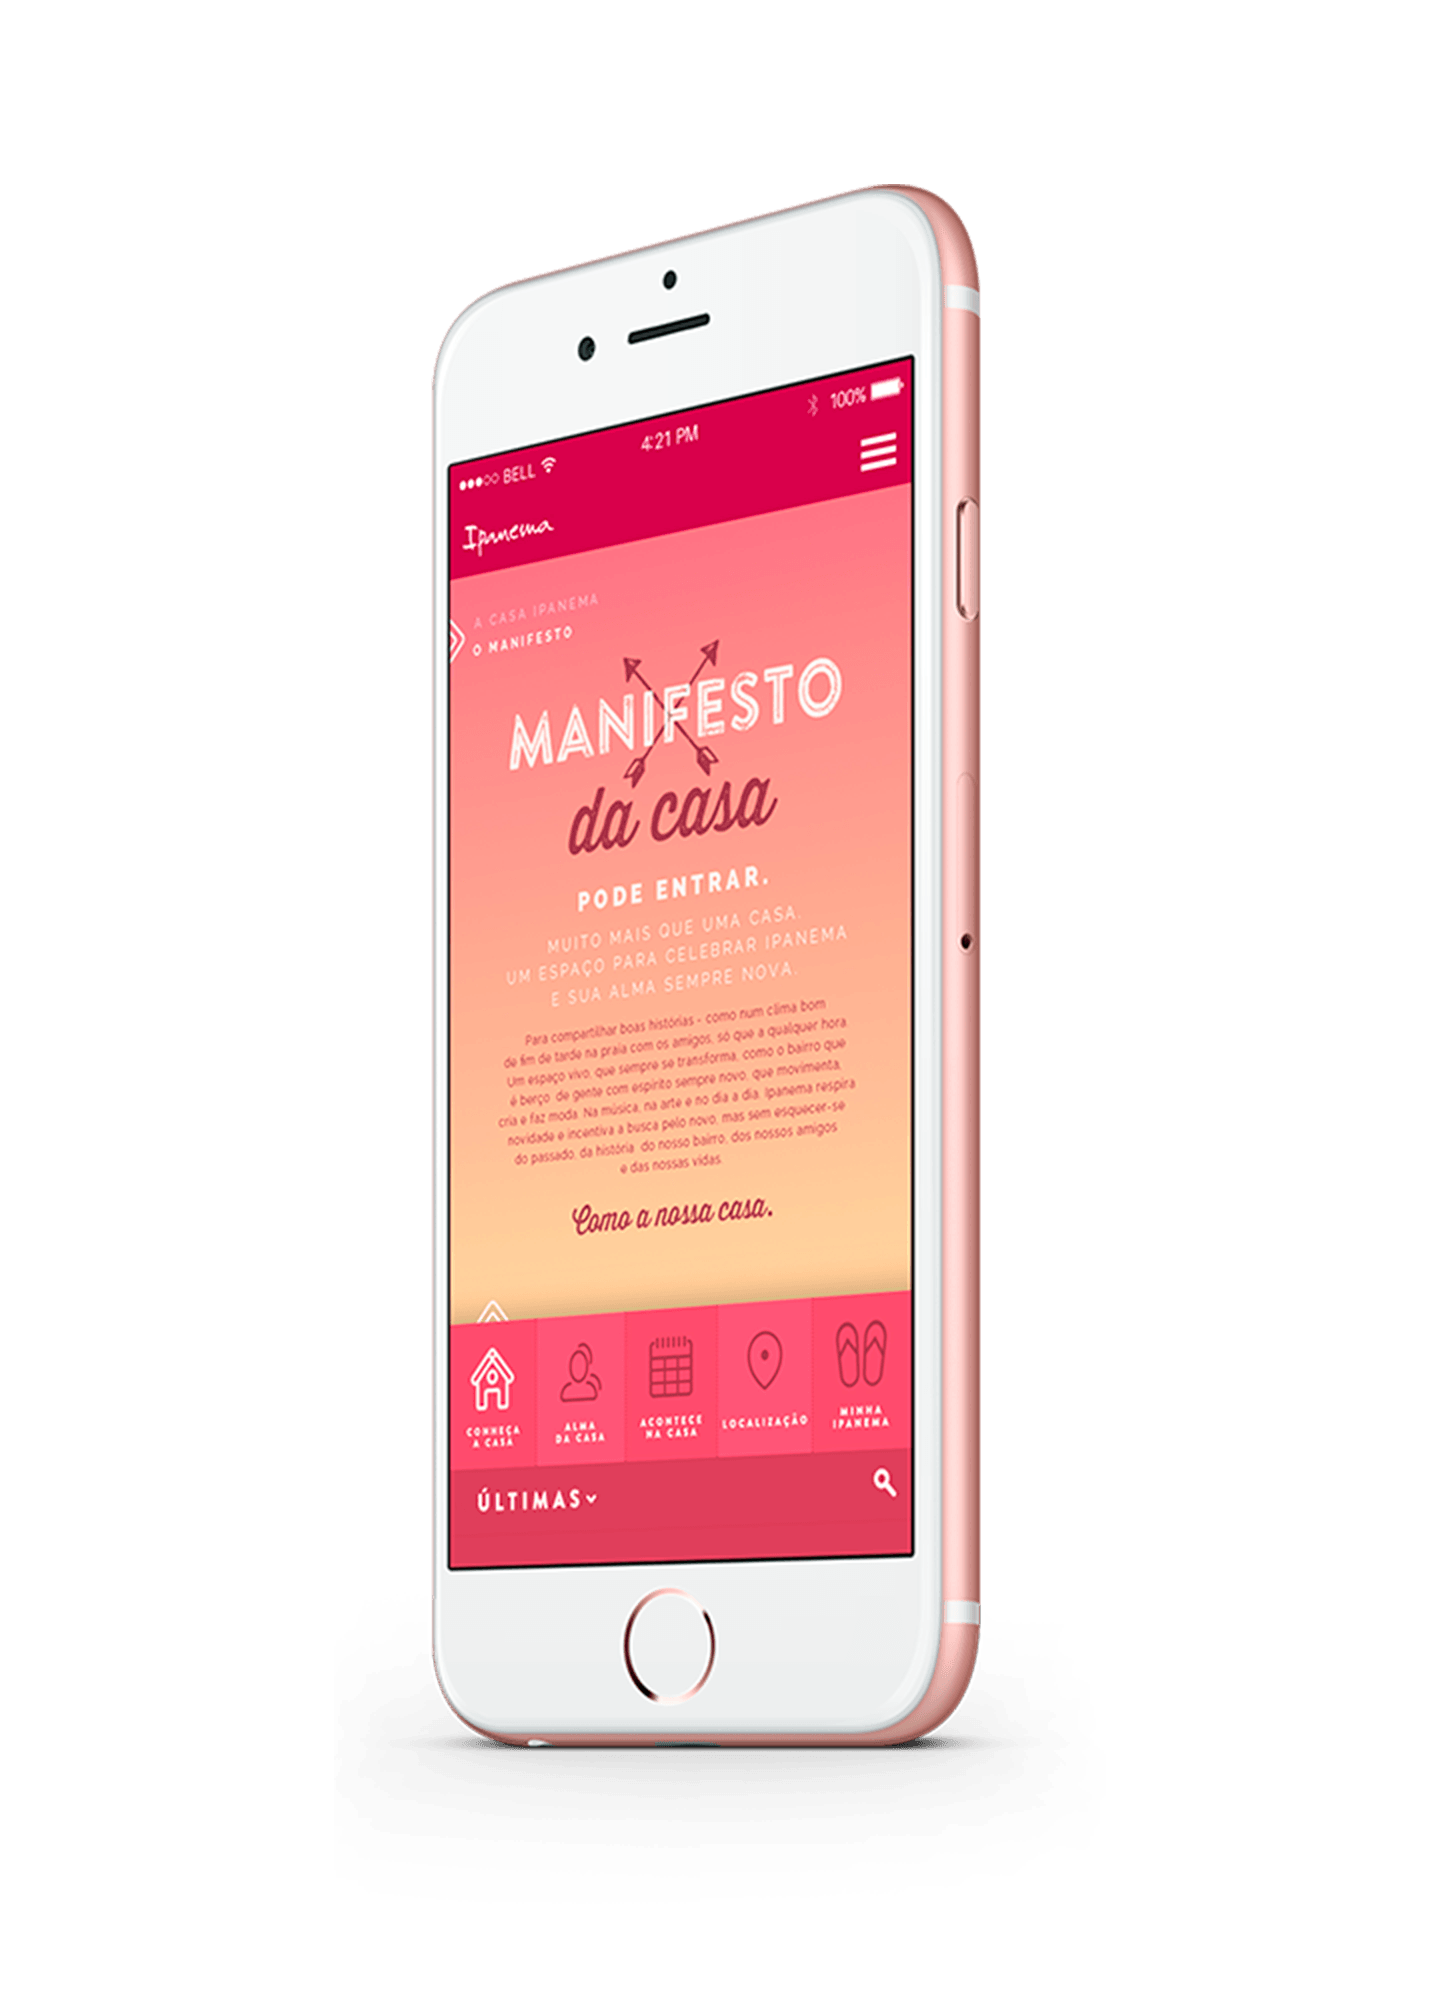 BELL
4:21 PM
100%
Ipanema
A CASA IPANEMA
O MANIFESTO
MANIFESTO
da casa
PODE ENTRAR.
MUITO MAIS QUE UMA CASA.
UM ESPAÇO PARA CELEBRAR IPANEMA
E SUA ALMA SEMPRE NOVA.
Para compartilhar boas histórias - como num clima bom
de fim de tarde na praia com os amigos, só que a qualquer hora.
Um espaço vivo, que sempre se transforma, como o bairro que
é berço de gente com espírito sempre novo, que movimenta,
cria e faz moda. Na música, na arte e no dia a dia, Ipanema respira
novidade e incentiva a busca pelo novo, mas sem esquecer-se
do passado, da história do nosso bairro, dos nossos amigos
e das nossas vidas.
Como a nossa casa.
CONHEÇA
A CASA
ALMA
DA CASA
ACONTECE
NA CASA
LOCALIZAÇÃO
MINHA
IPANEMA
ÚLTIMAS